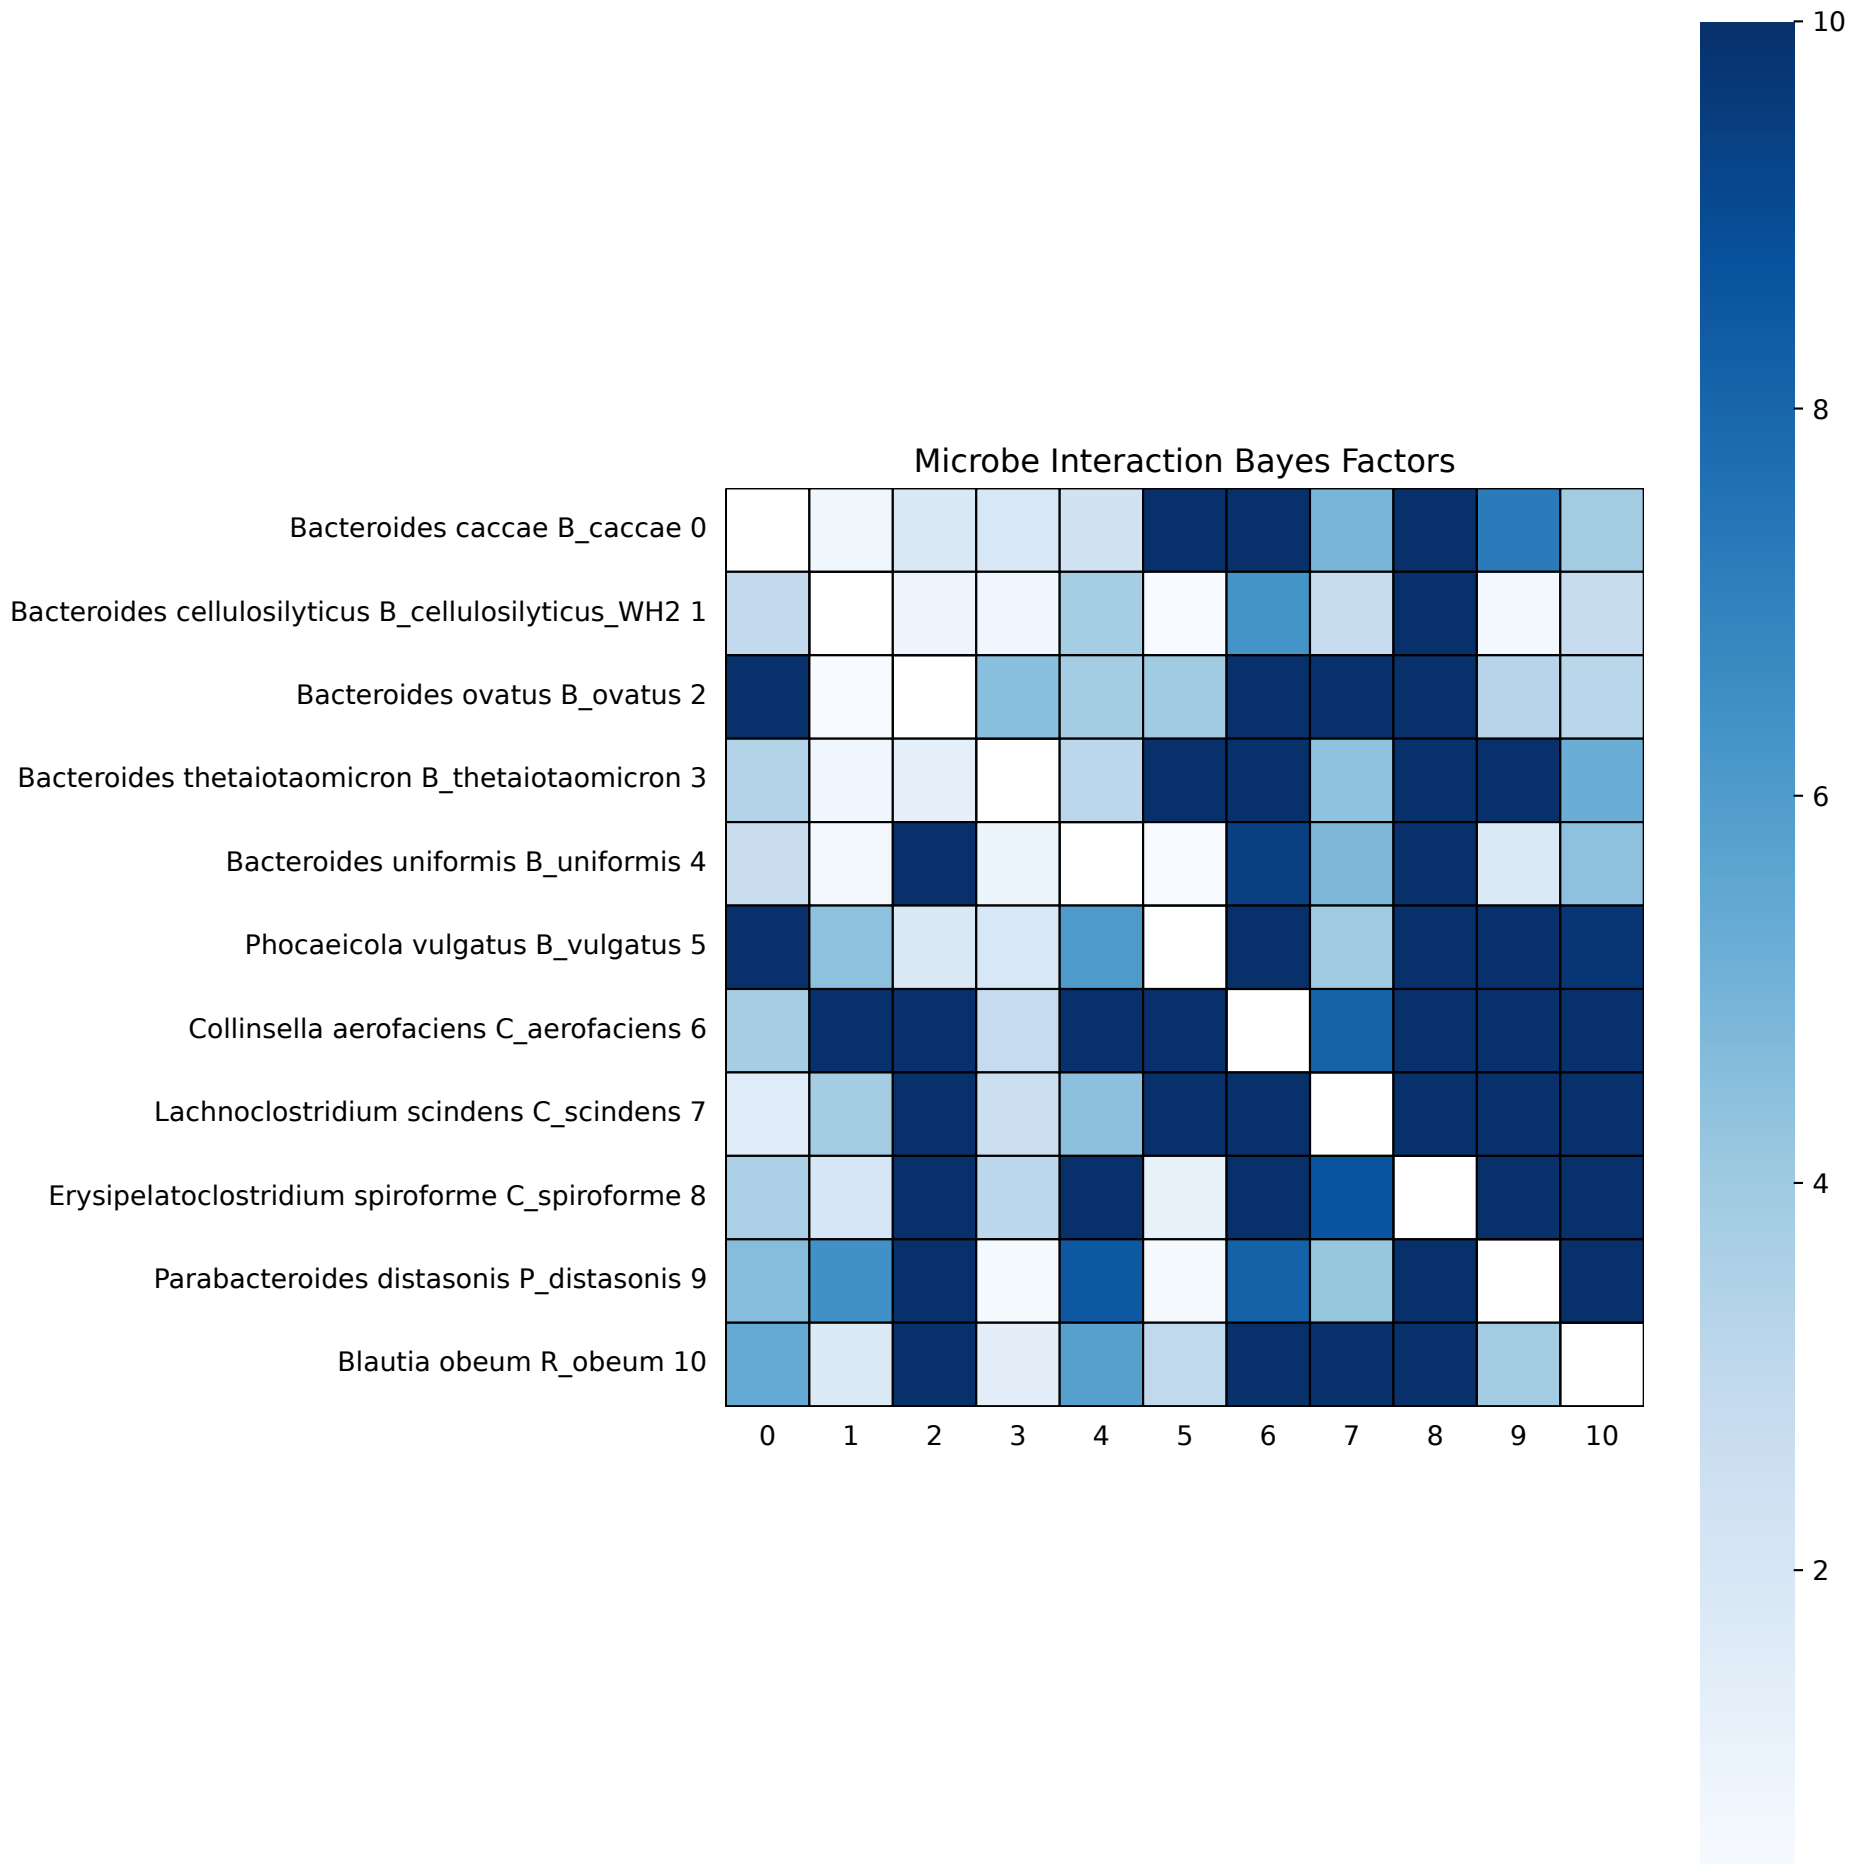 Microbe Interaction Bayes Factors
Bacteroides caccae B_caccae 0
Bacteroides cellulosilyticus B_cellulosilyticus_WH2 1
Bacteroides ovatus B_ovatus 2
Bacteroides thetaiotaomicron B_thetaiotaomicron 3
Bacteroides uniformis B_uniformis 4
Phocaeicola vulgatus B_vulgatus 5
Collinsella aerofaciens C_aerofaciens 6
Lachnoclostridium scindens C_scindens 7
Erysipelatoclostridium spiroforme C_spiroforme 8
Parabacteroides distasonis P_distasonis 9
Blautia obeum R_obeum 10
0 1 2 3 4 5 6 7 8 9 10
10
8
6
4
2